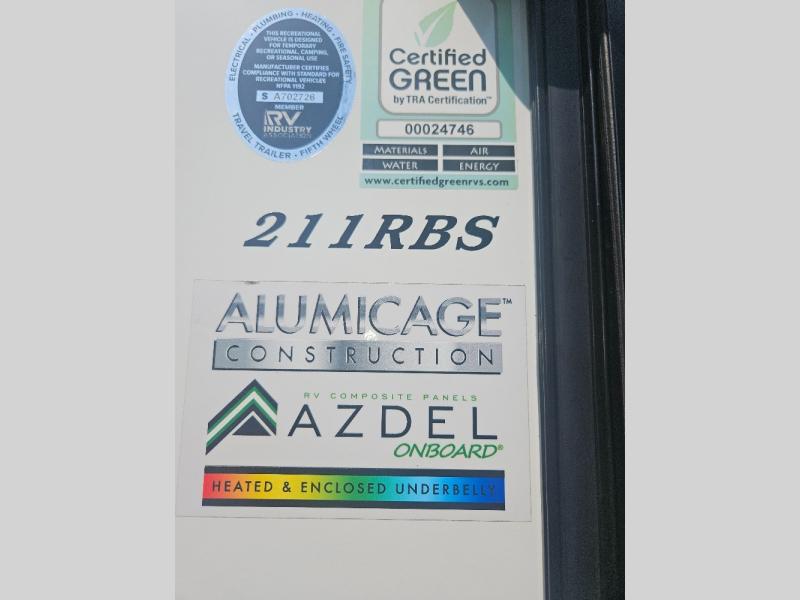 ELECTRICAL • PLUMBING • HEATING • FIRE SAFETY
THIS RECREATIONAL
VEHICLE IS DESIGNED
FOR TEMPORARY
RECREATIONAL, CAMPING,
OR SEASONAL USE
MANUFACTURER CERTIFIES
COMPLIANCE WITH STANDARD FOR
RECREATIONAL VEHICLES
NFPA 1192
S A702726
MEMBER
RV
INDUSTRY
ASSOCIATION
TRAVEL TRAILER • FIFTH WHEEL
Certified
GREEN
by TRA Certification™
00024746
MATERIALS AIR
WATER ENERGY
www.certifiedgreenrvs.com
211RBS
ALUMICAGE™
CONSTRUCTION
RV COMPOSITE PANELS
AZDEL
ONBOARD®
HEATED & ENCLOSED UNDERBELLY